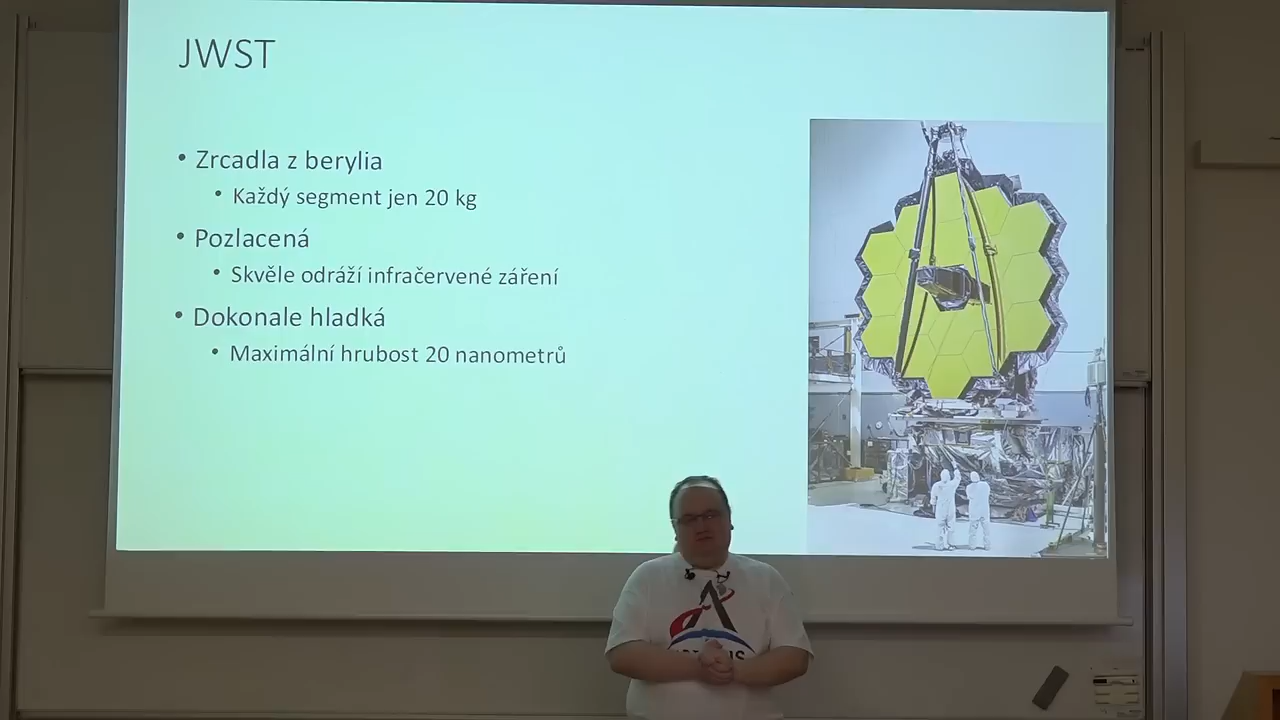 JWST
• Zrcadla z berylia
• Každý segment jen 20 kg
• Pozlacená
• Skvěle odráží infračervené záření
• Dokonale hladká
• Maximální hrubost 20 nanometrů